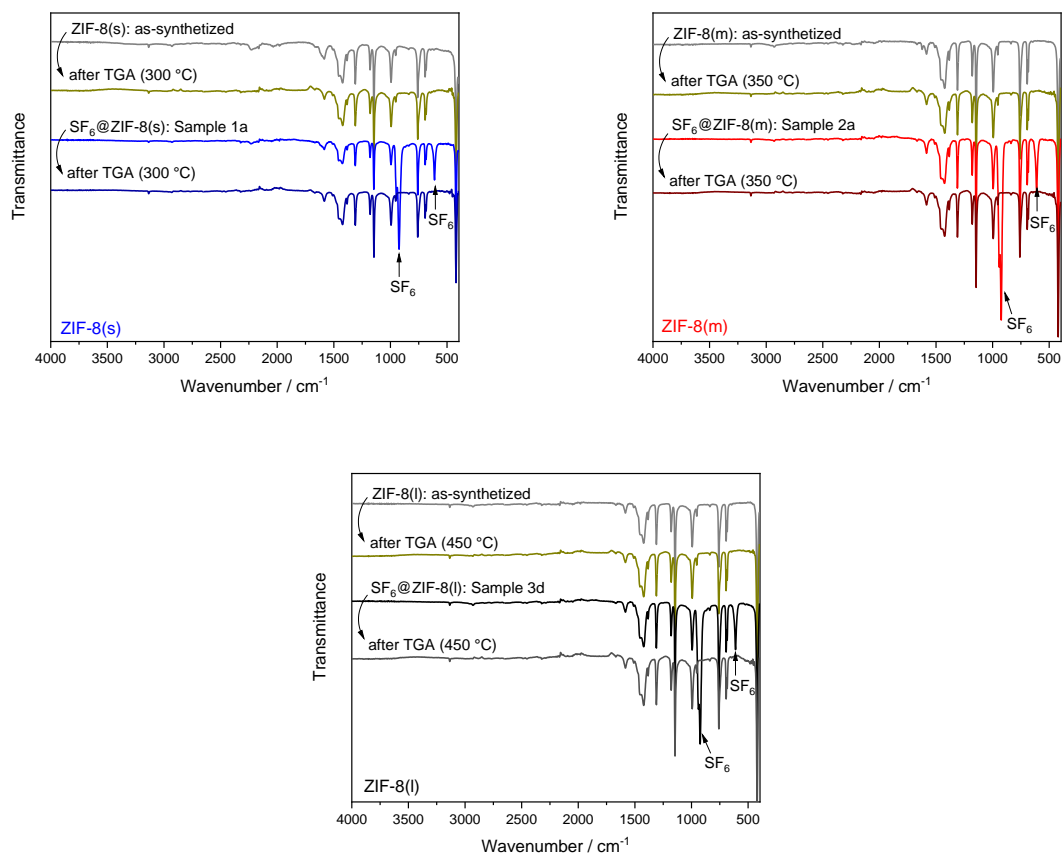 ZIF-8(s): as-synthetized
after TGA (300 °C)
SF6@ZIF-8(s): Sample 1a
after TGA (300 °C)
SF6
SF6
ZIF-8(s)
Transmittance
4000 3500 3000 2500 2000 1500 1000 500
Wavenumber / cm-1
ZIF-8(m): as-synthetized
after TGA (350 °C)
SF6@ZIF-8(m): Sample 2a
after TGA (350 °C)
SF6
SF6
ZIF-8(m)
Transmittance
4000 3500 3000 2500 2000 1500 1000 500
Wavenumber / cm-1
ZIF-8(l): as-synthetized
after TGA (450 °C)
SF6@ZIF-8(l): Sample 3d
after TGA (450 °C)
SF6
SF6
ZIF-8(l)
Transmittance
4000 3500 3000 2500 2000 1500 1000 500
Wavenumber / cm-1